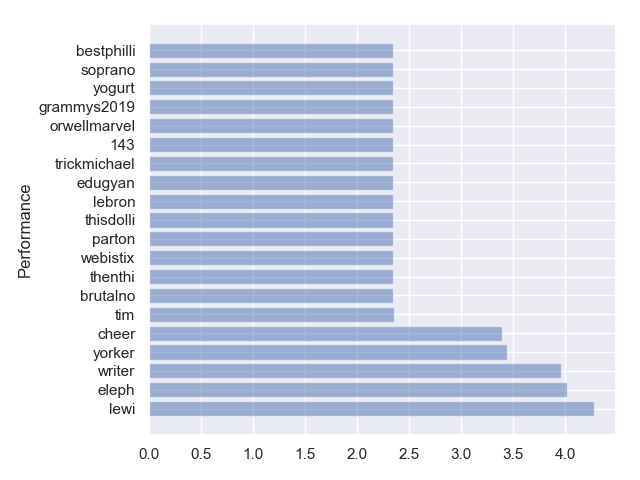 bestphilli
soprano
yogurt
grammys2019
orwellmarvel
143
trickmichael
edugyan
lebron
thisdolli
parton
webistix
thenthi
brutalno
tim
cheer
yorker
writer
eleph
lewi
Performance
0.0 0.5 1.0 1.5 2.0 2.5 3.0 3.5 4.0